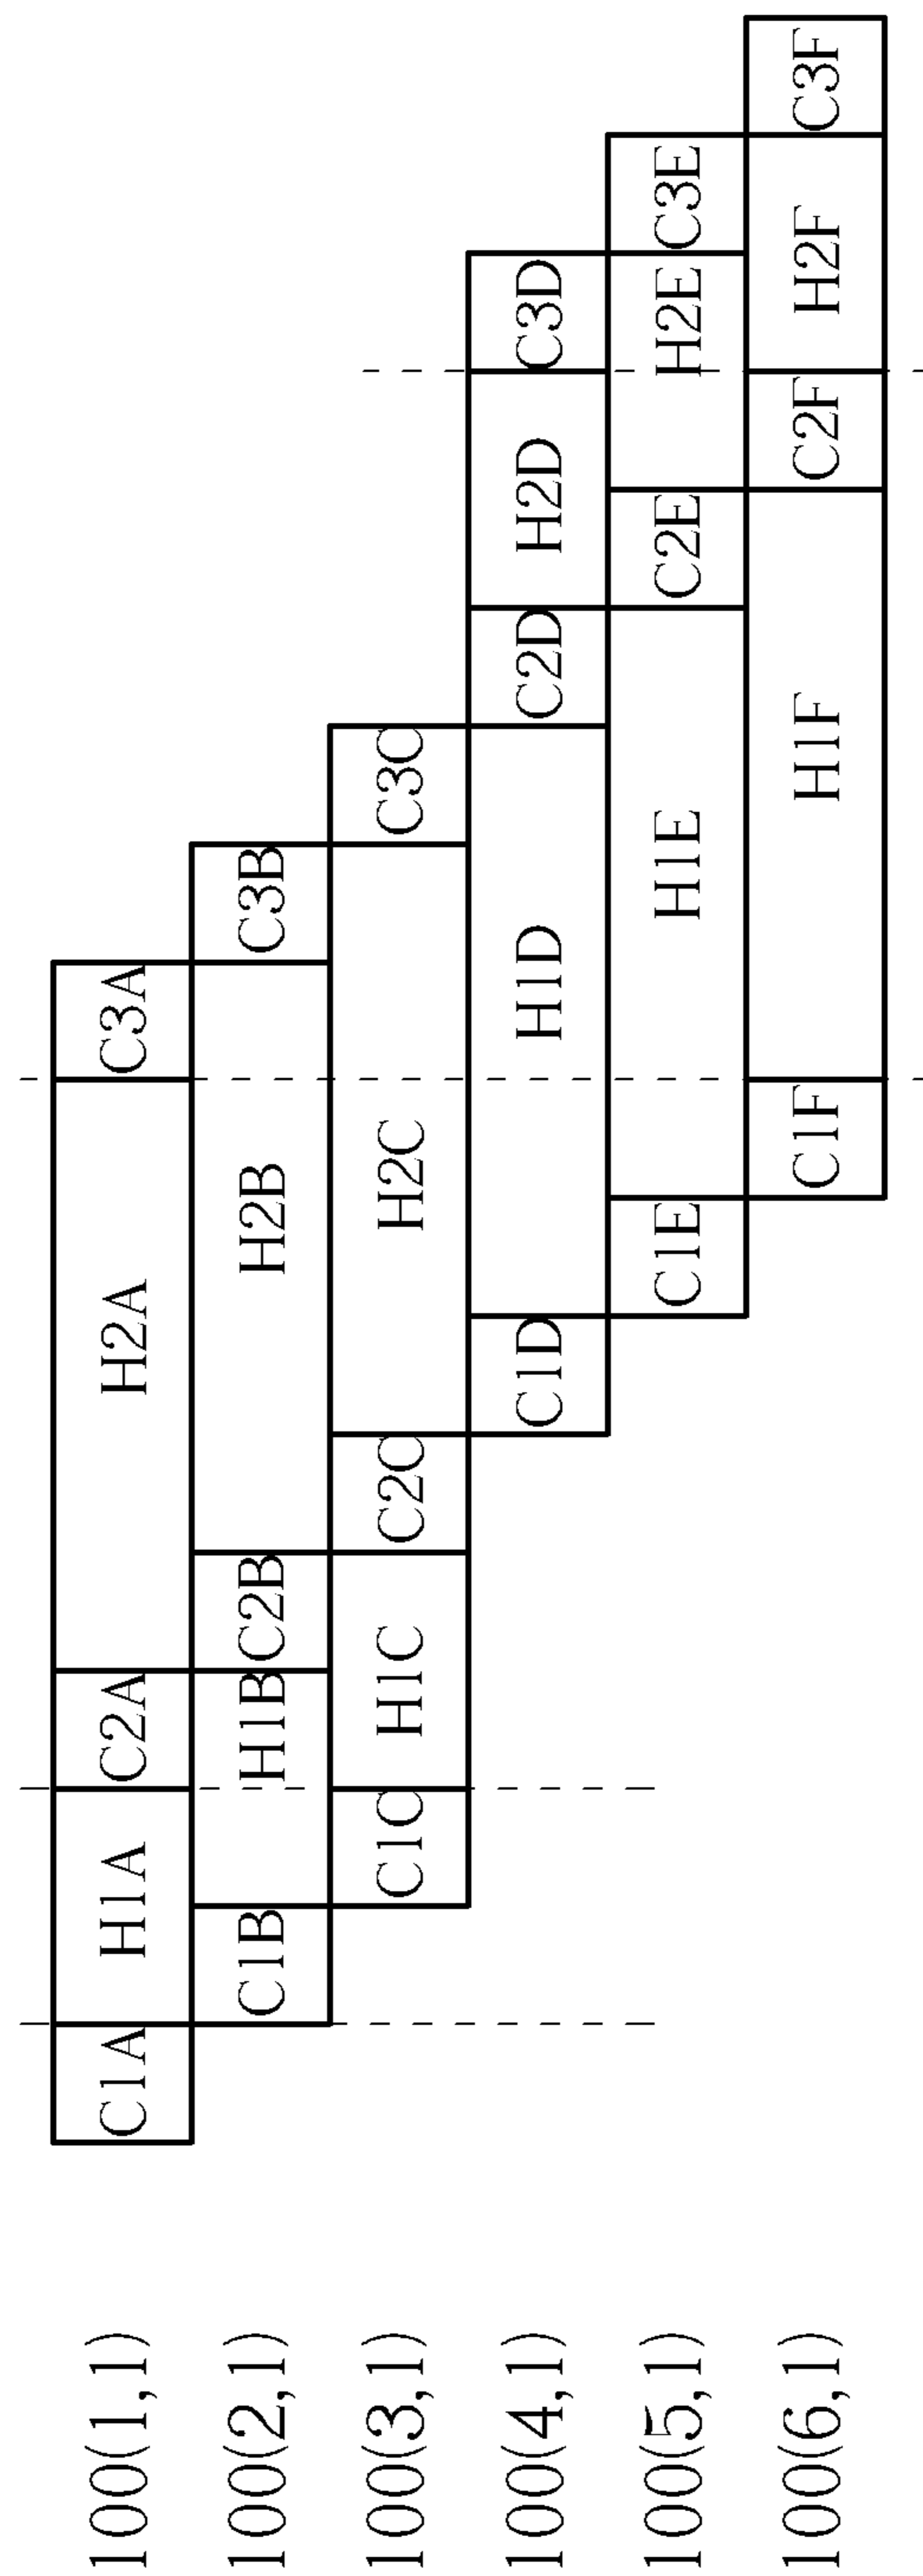 100(1,1) C1A H1A C2A H2A C3A
100(2,1) C1B H1B C2B H2B C3B
100(3,1) C1C H1C C2C H2C C3C
100(4,1) C1D H1D C2D H2D C3D
100(5,1) C1E H1E C2E H2E C3E
100(6,1) C1F H1F C2F H2F C3F